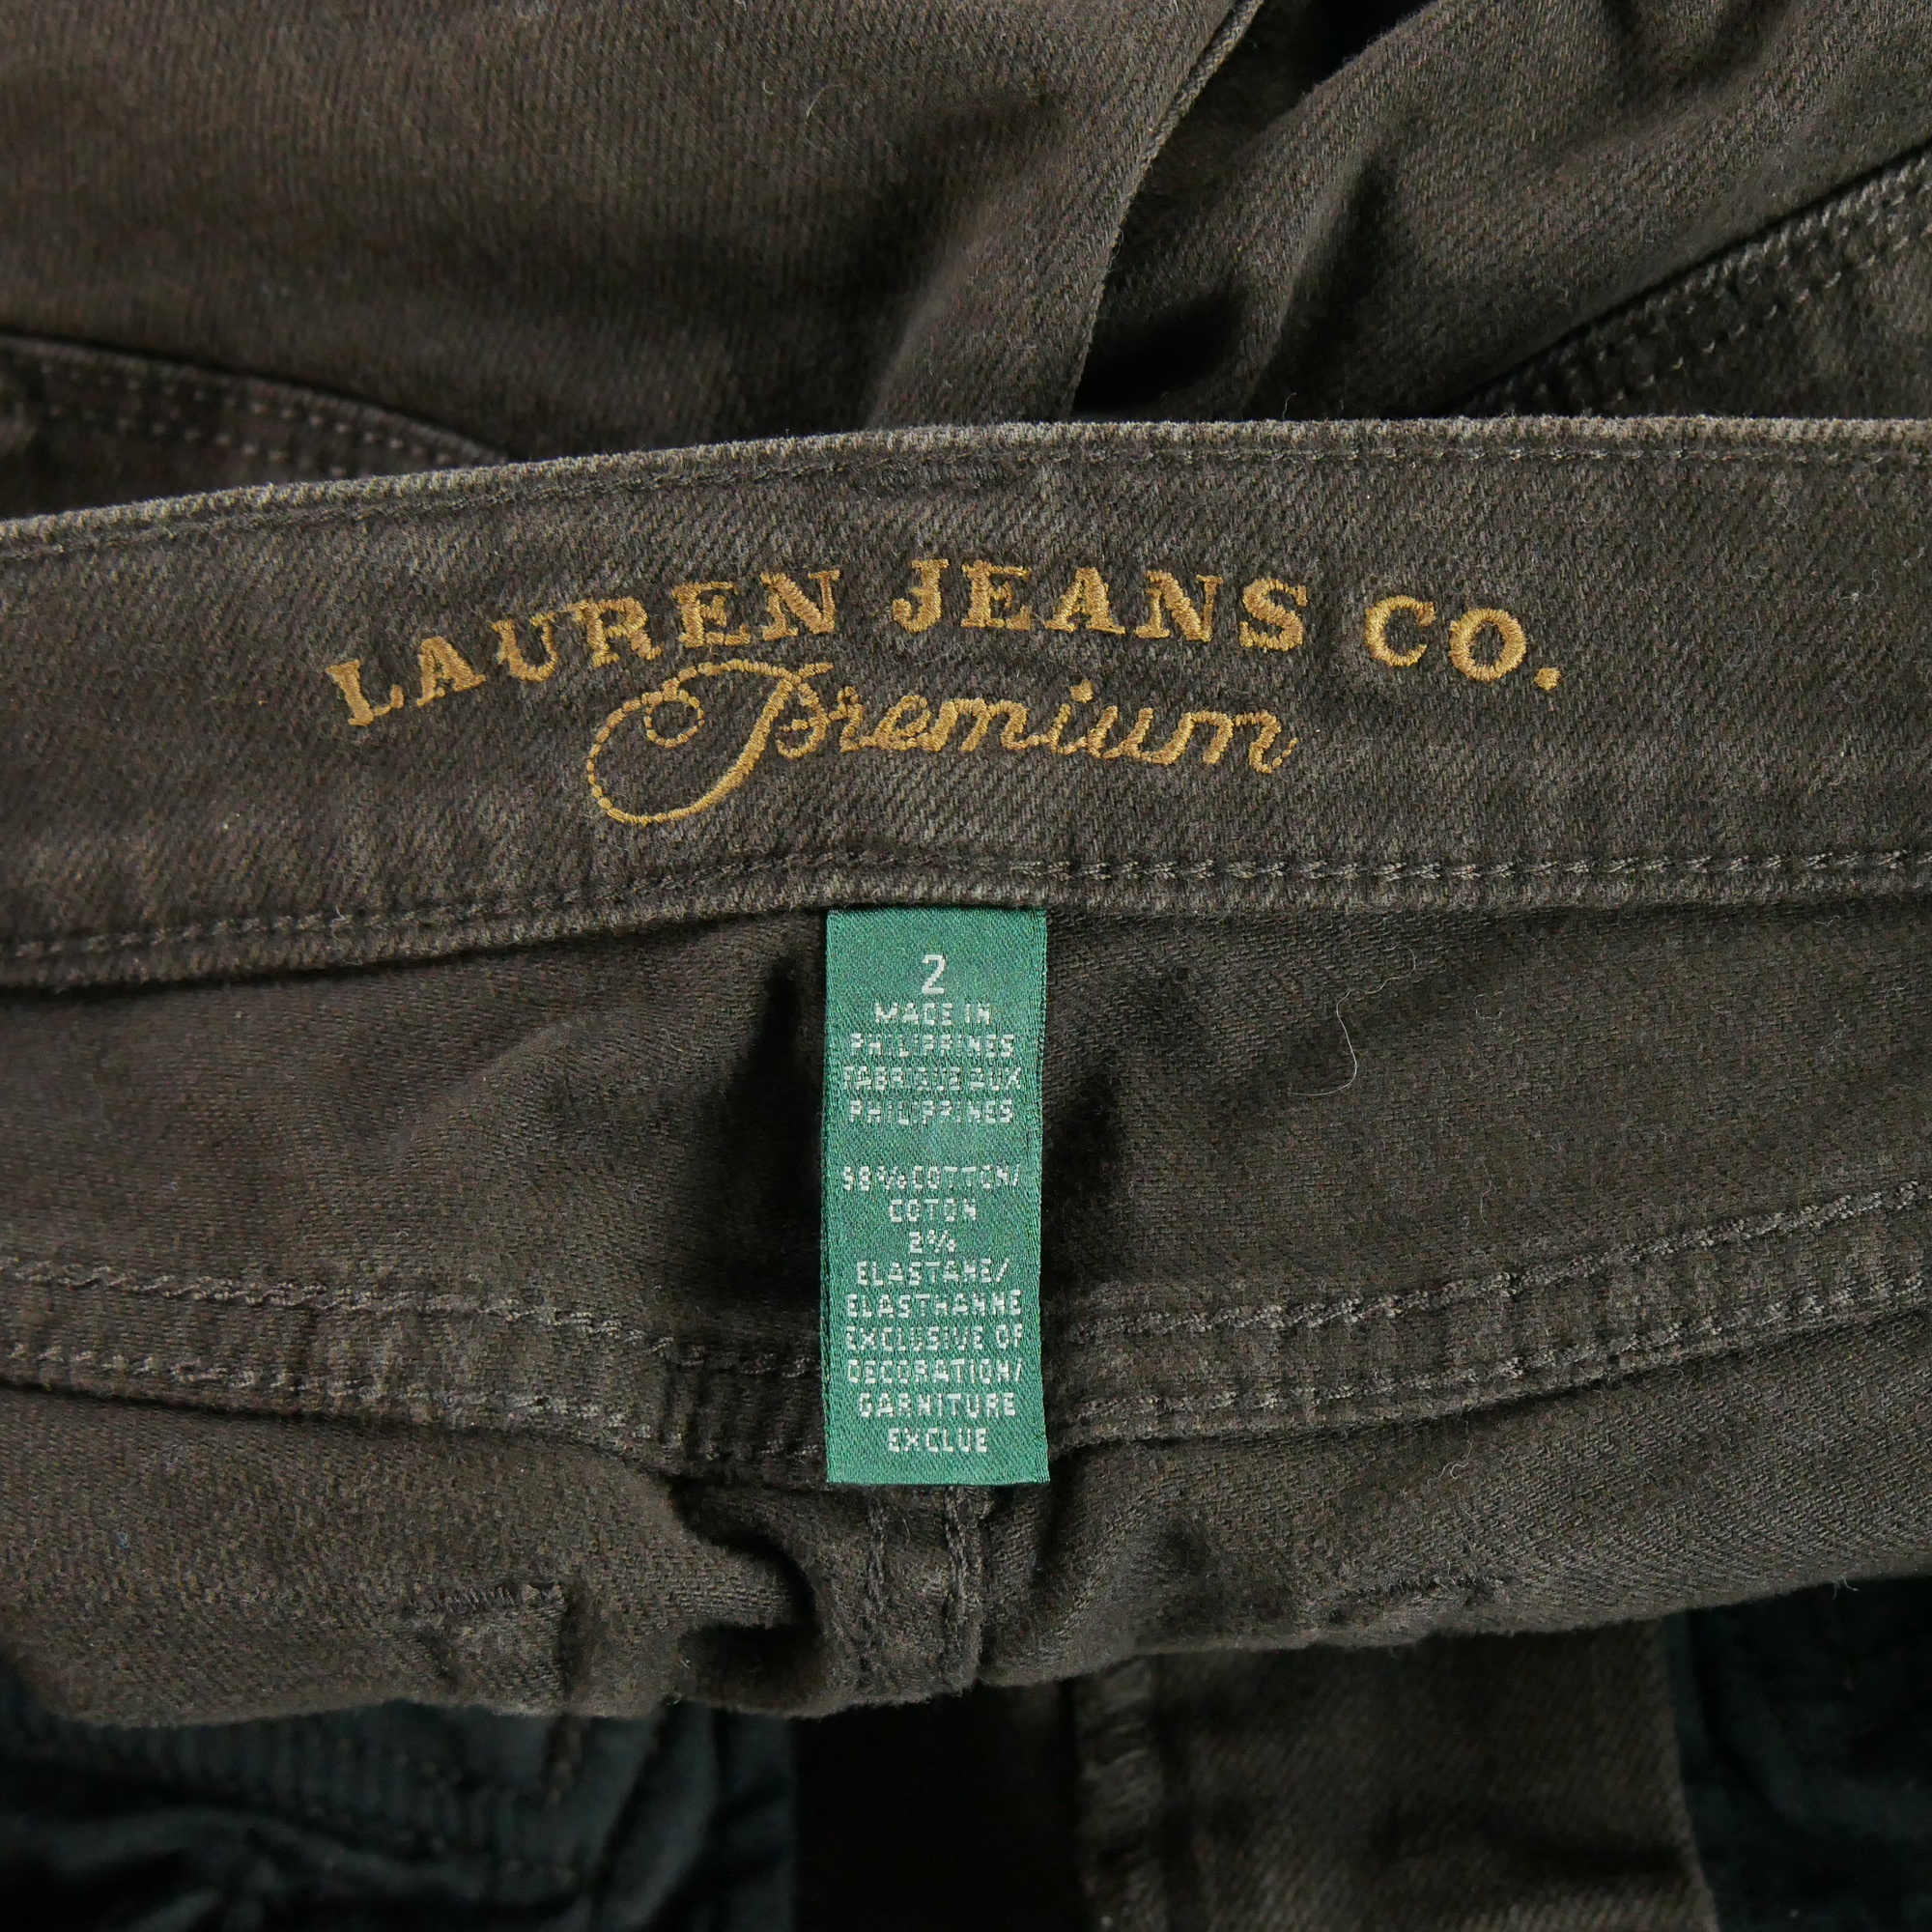 LAUREN JEANS CO.
Premium
2
MADE IN
PHILIPPINES
FABRIQUE AUX
PHILIPPINES
98% COTTON/
COTON
2%
ELASTANE/
ELASTHANNE
EXCLUSIVE OF
DECORATION/
GARNITURE
EXCLUE